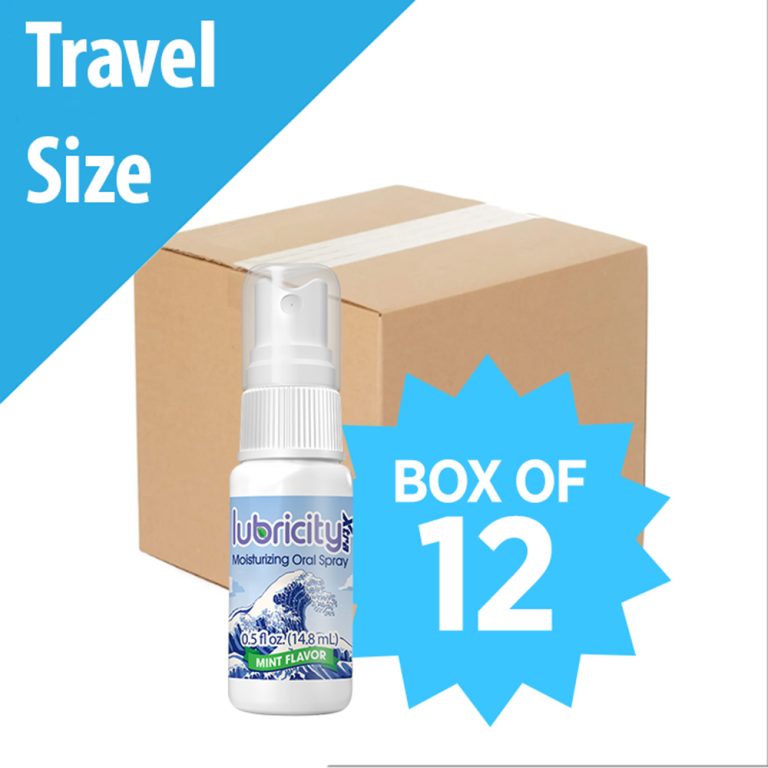 Travel
Size
BOX OF
12
lubricity Xtra
Moisturizing Oral Spray
0.5 fl oz. (14.8 mL)
MINT FLAVOR